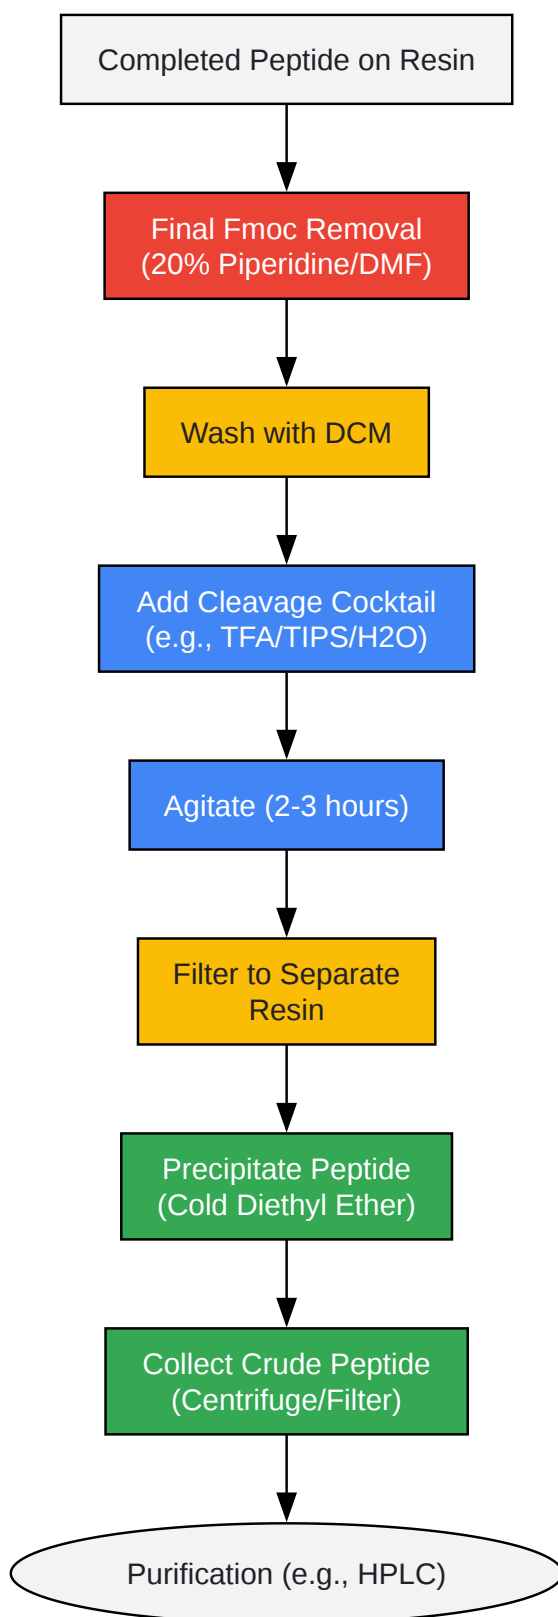 Completed Peptide on Resin
Final Fmoc Removal
(20% Piperidine/DMF)
Wash with DCM
Add Cleavage Cocktail
(e.g., TFA/TIPS/H2O)
Agitate (2-3 hours)
Filter to Separate
Resin
Precipitate Peptide
(Cold Diethyl Ether)
Collect Crude Peptide
(Centrifuge/Filter)
Purification (e.g., HPLC)